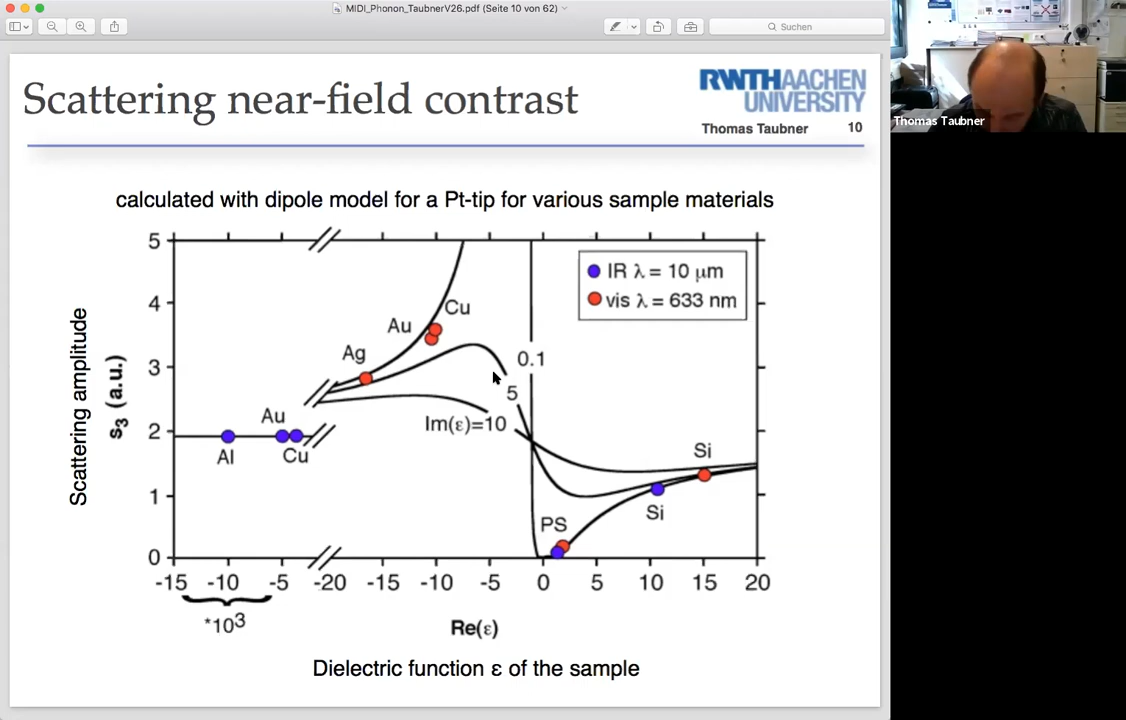 MIDI_Phonon_TaubnerV26.pdf (Seite 10 von 62)
Suchen
Scattering near-field contrast
RWTHAACHEN
UNIVERSITY
Thomas Taubner
10
calculated with dipole model for a Pt-tip for various sample materials
Scattering amplitude
s3 (a.u.)
5
4
3
2
1
0
IR λ = 10 μm
vis λ = 633 nm
Cu
Au
Ag
0.1
5
Im(ε)=10
Au
Al
Cu
Si
Si
PS
-15 -10 -5 -20 -15 -10 -5 0 5 10 15 20
*10³
Re(ε)
Dielectric function ε of the sample
Thomas Taubner